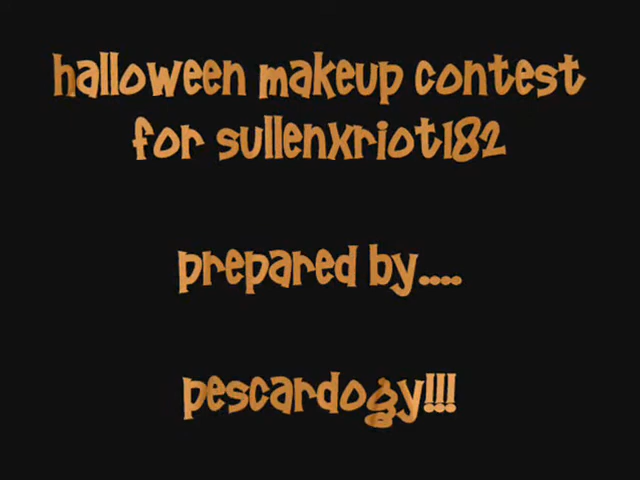 halloween makeup contest
for sullenxriot182
prepared by....
pescardogy!!!